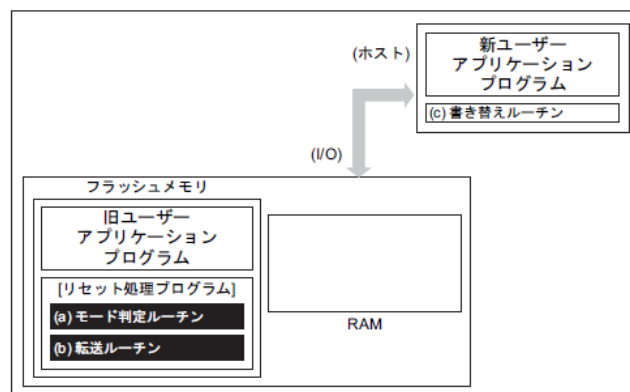 (ホスト)
新ユーザー
アプリケーション
プログラム
(c) 書き替えルーチン
(I/O)
フラッシュメモリ
旧ユーザー
アプリケーション
プログラム
[リセット処理プログラム]
(a) モード判定ルーチン
(b) 転送ルーチン
RAM